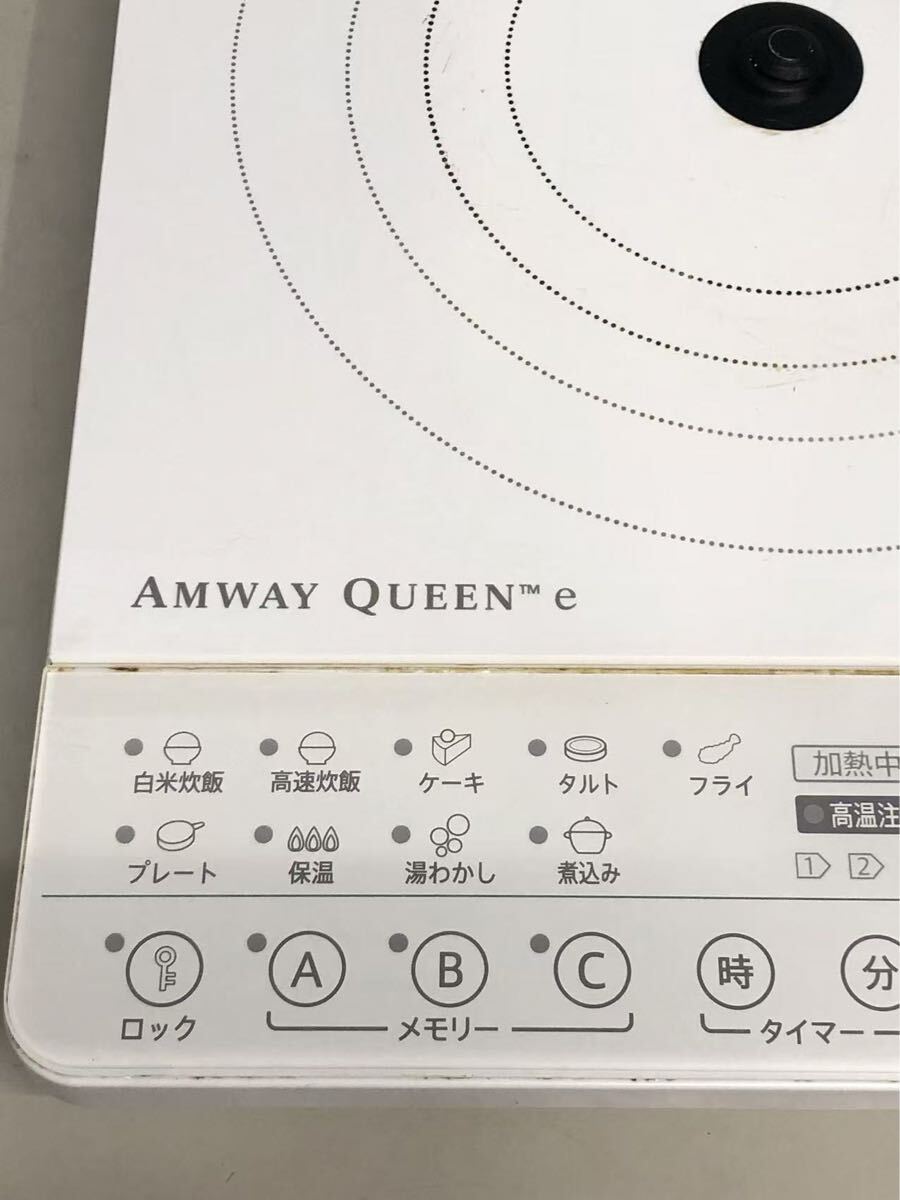 AMWAY QUEEN™ e
白米炊飯 高速炊飯 ケーキ タルト フライ
加熱中
高温注
プレート 保温 湯わかし 煮込み
1 2
A B C 時 分
ロック メモリー タイマー